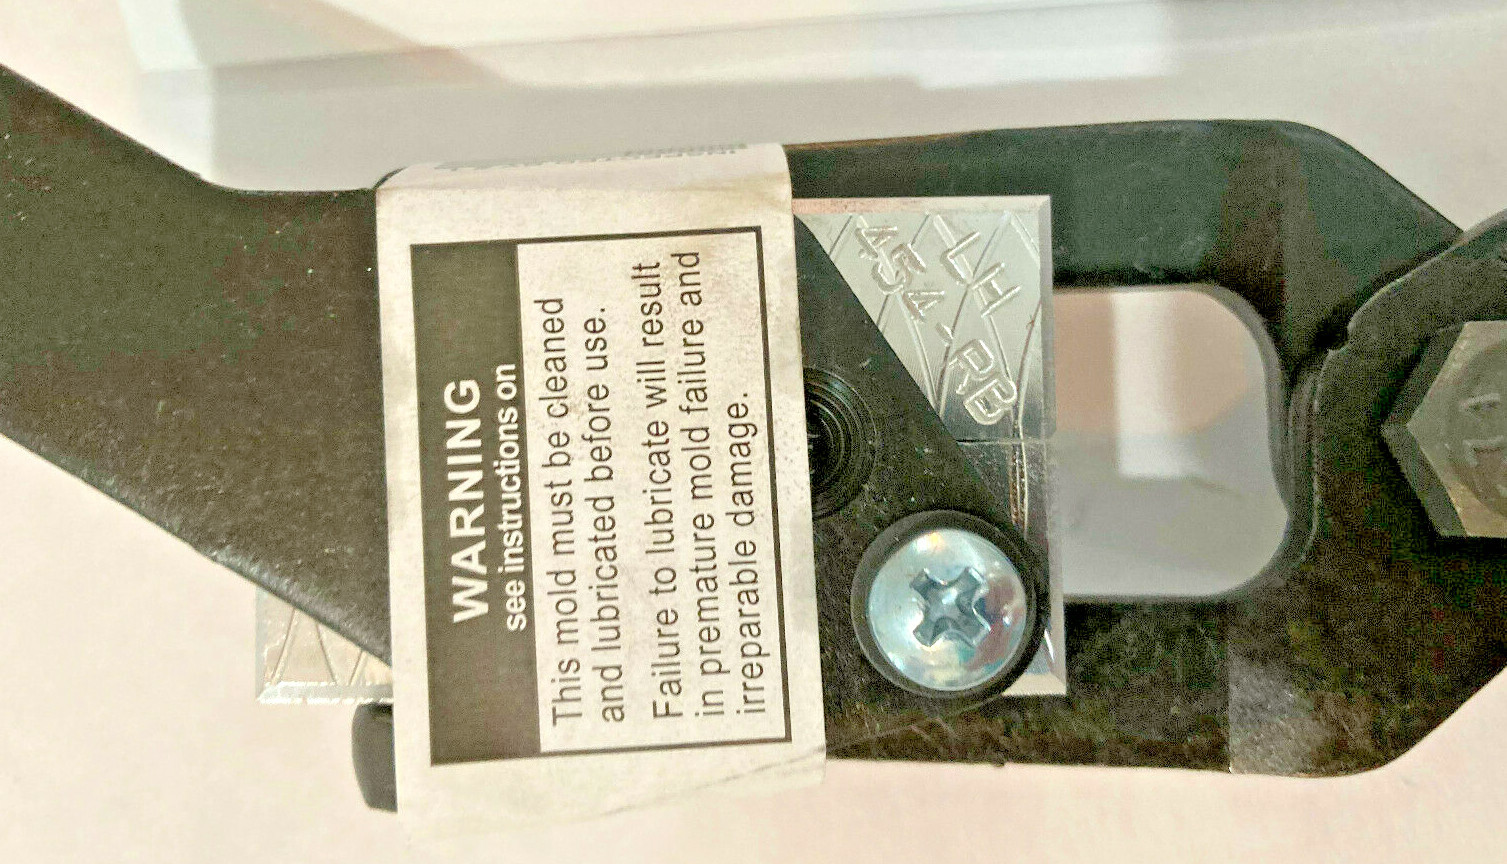 WARNING
see instructions on
This mold must be cleaned
and lubricated before use.
Failure to lubricate will result
in premature mold failure and
irreparable damage.
LH
454-RB